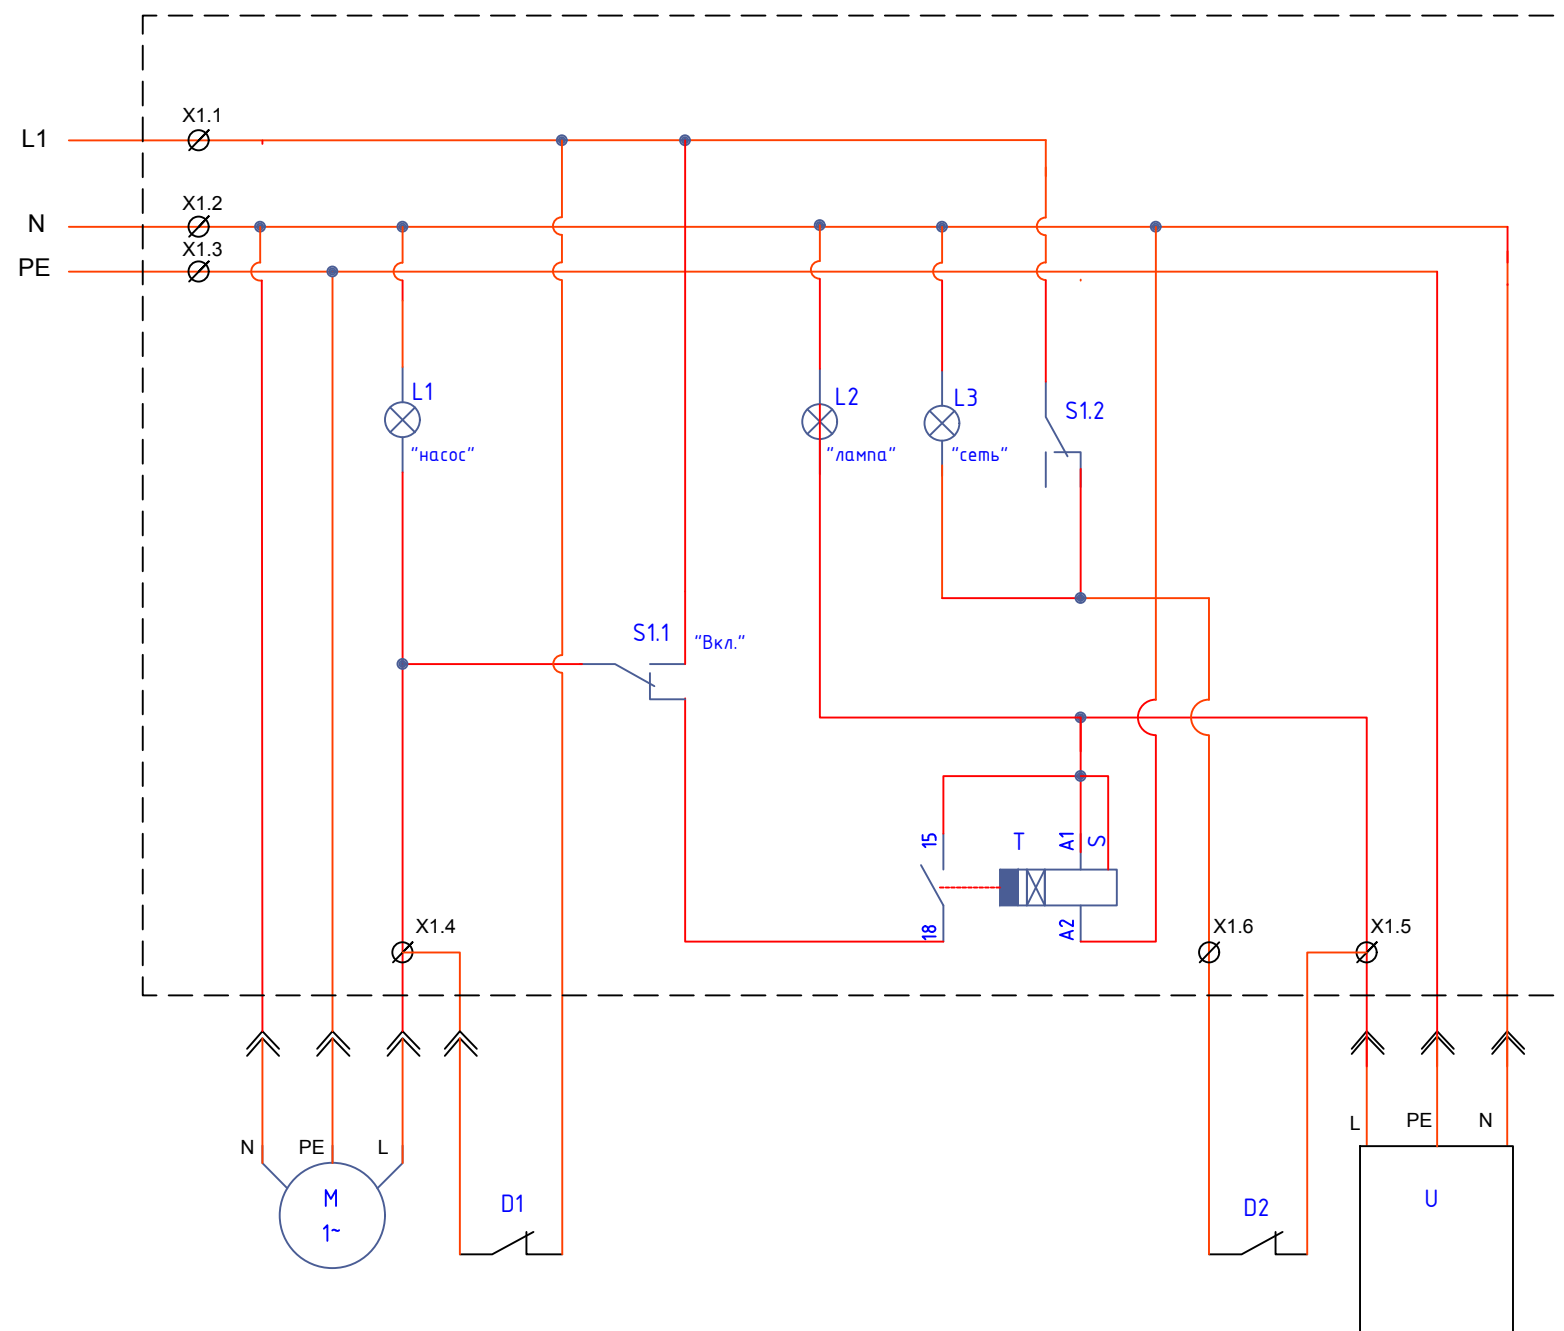 X1.1
L1
X1.2
N
X1.3
PE
L1
"насос"
L2
"лампа"
L3
"сеть"
S1.2
S1.1
"Вкл."
15
T
A1
S
18
A2
X1.4
X1.6
X1.5
N
PE
L
L
PE
N
M
1~
D1
D2
U